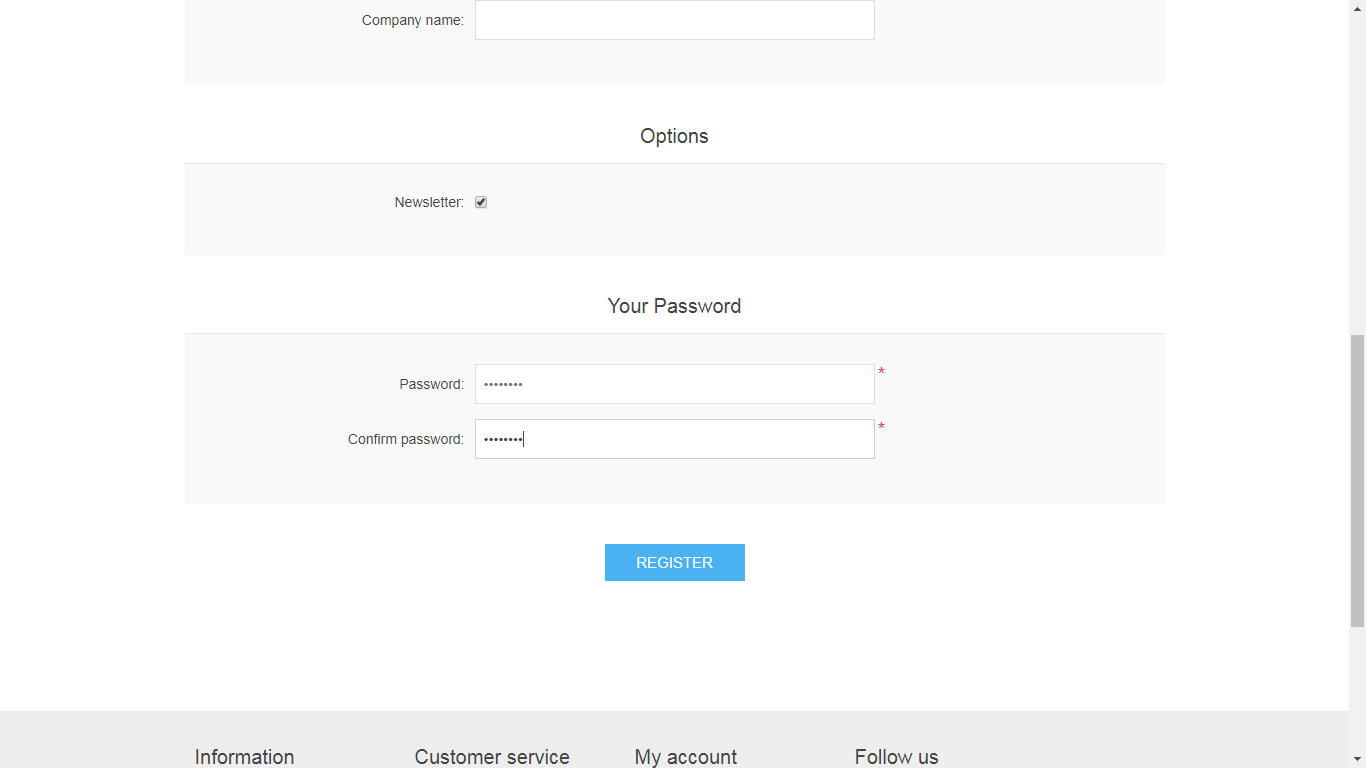 Company name:
Options
Newsletter:
Your Password
Password: •••••••• *
Confirm password: •••••••• *
REGISTER
Information Customer service My account Follow us